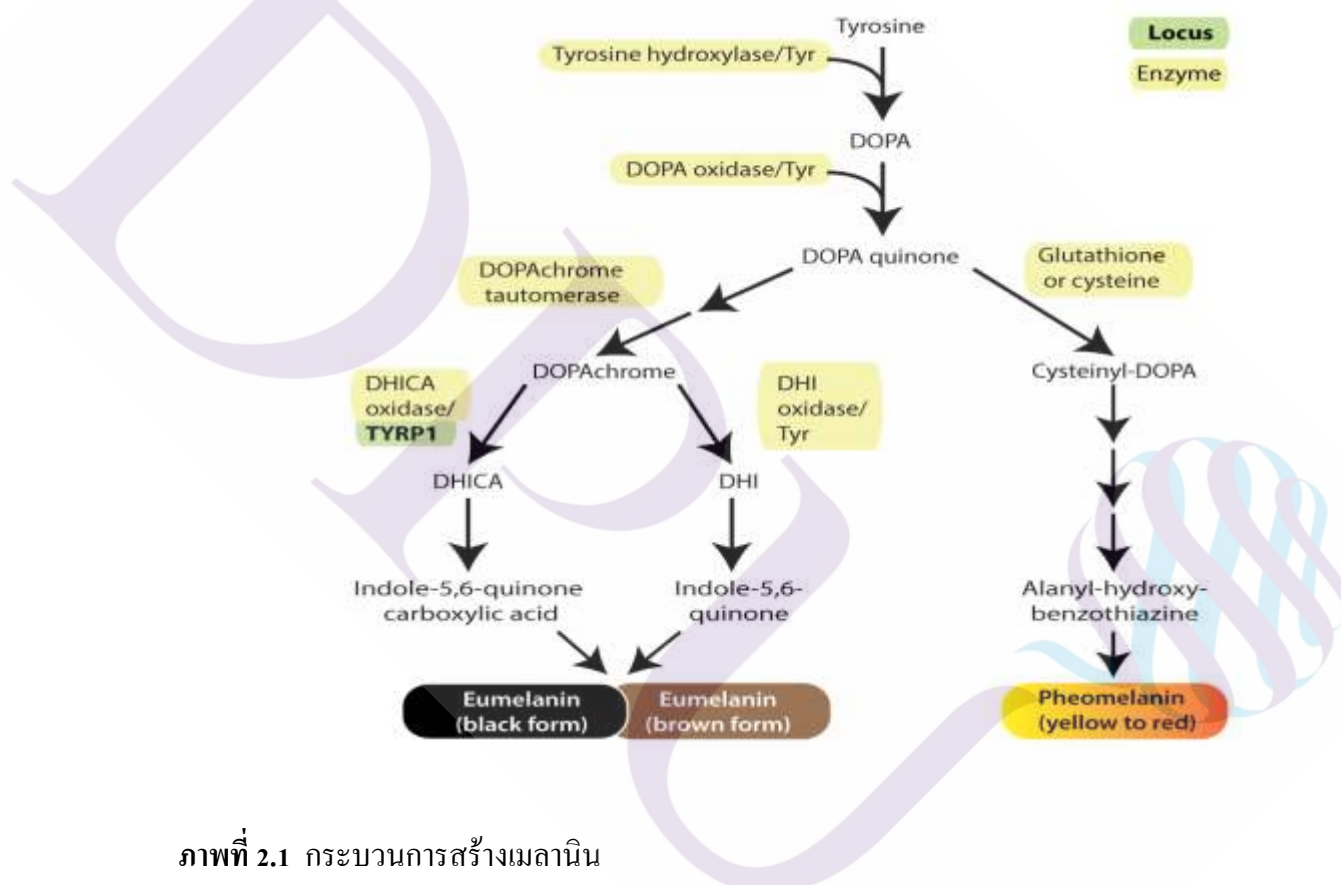 Tyrosine
Locus
Tyrosine hydroxylase/Tyr
Enzyme
DOPA
DOPA oxidase/Tyr
DOPA quinone
Glutathione
or cysteine
DOPAchrome
tautomerase
DOPAchrome
Cysteinyl-DOPA
DHICA
oxidase/
TYRP1
DHI
oxidase/
Tyr
DHICA
DHI
Indole-5,6-quinone
carboxylic acid
Indole-5,6-
quinone
Alanyl-hydroxy-
benzothiazine
Eumelanin
(black form)
Eumelanin
(brown form)
Pheomelanin
(yellow to red)
ภาพที่ 2.1 กระบวนการสร้างเมลานิน
DPU